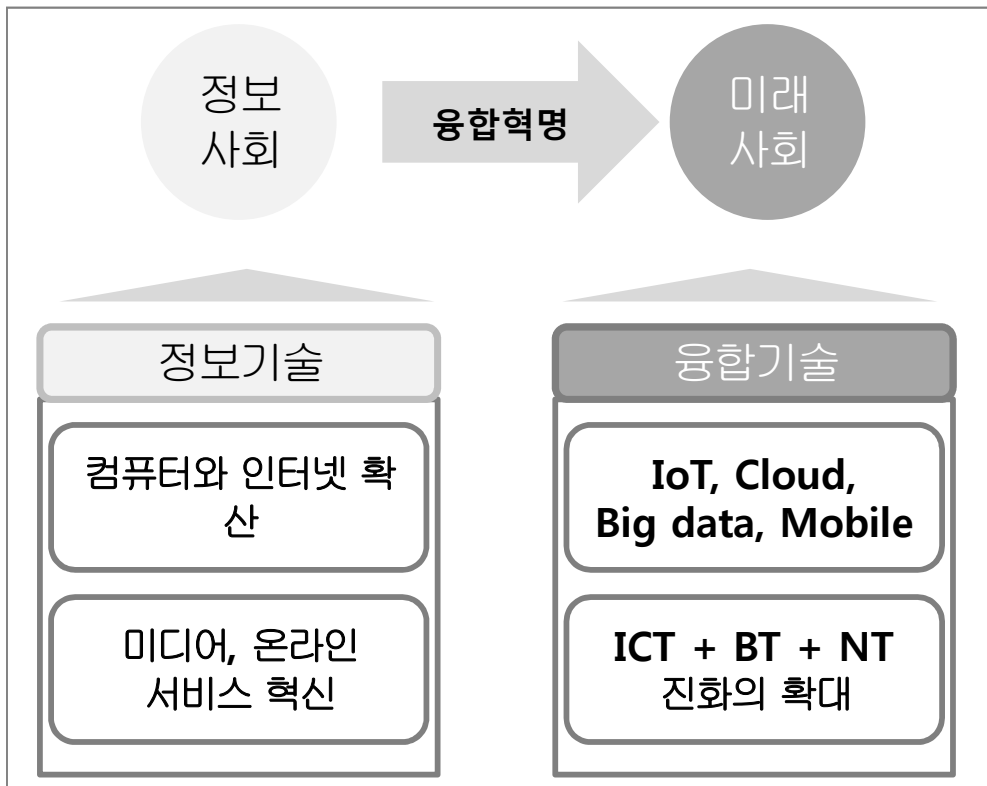 정보
사회
융합혁명
미래
사회
정보기술
컴퓨터와 인터넷 확
산
미디어, 온라인
서비스 혁신
융합기술
IoT, Cloud,
Big data, Mobile
ICT + BT + NT
진화의 확대